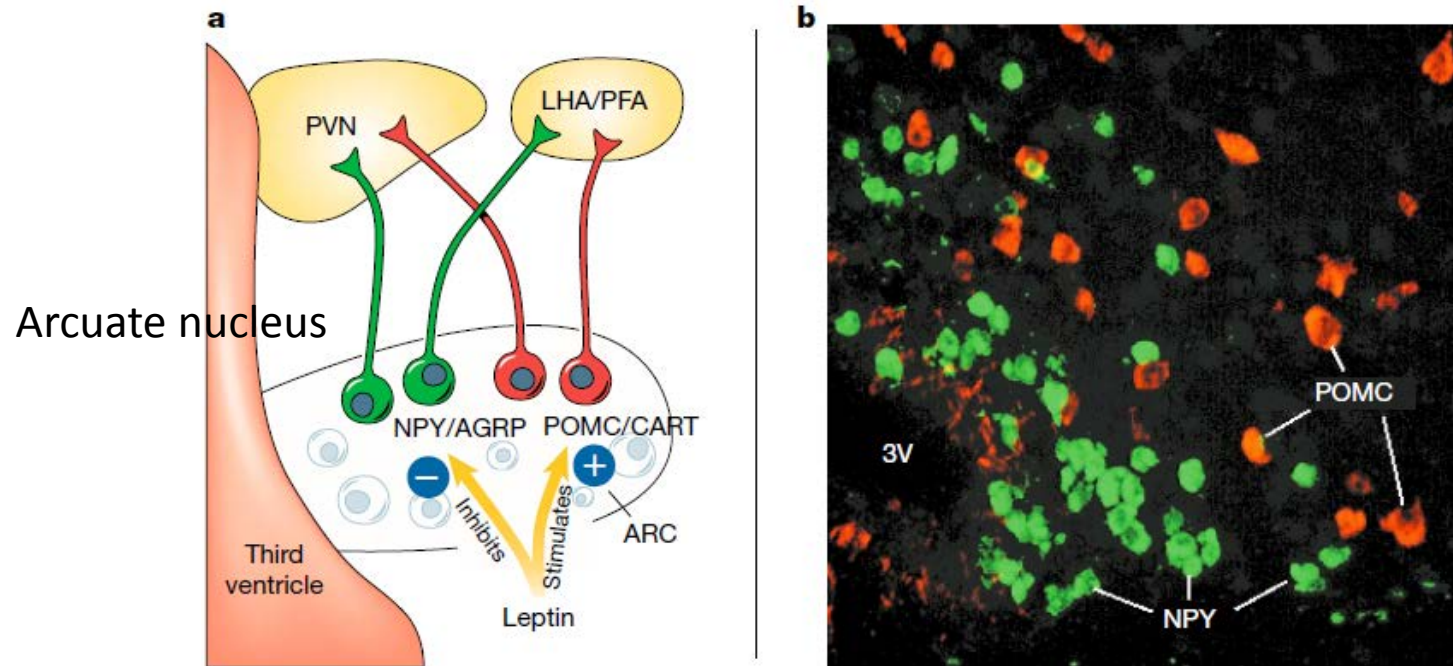 a
PVN
LHA/PFA
Arcuate nucleus
NPY/AGRP
POMC/CART
−
+
Inhibits
Stimulates
ARC
Third
ventricle
Leptin
b
POMC
3V
NPY